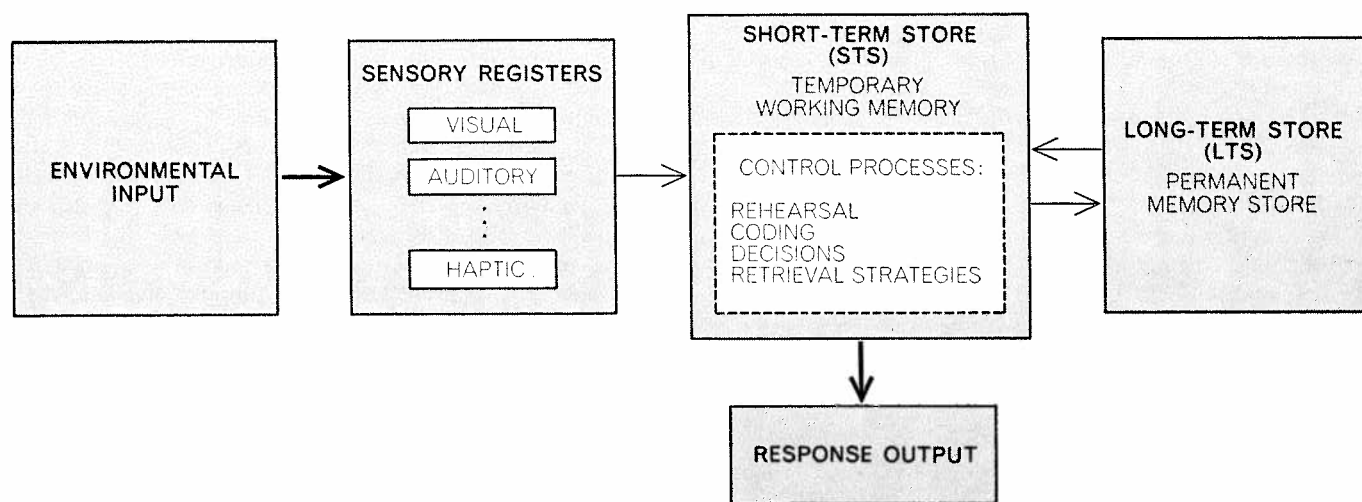 ENVIRONMENTAL
INPUT
SENSORY REGISTERS
VISUAL
AUDITORY
HAPTIC
SHORT-TERM STORE
(STS)
TEMPORARY
WORKING MEMORY
CONTROL PROCESSES:
REHEARSAL
CODING
DECISIONS
RETRIEVAL STRATEGIES
LONG-TERM STORE
(LTS)
PERMANENT
MEMORY STORE
RESPONSE OUTPUT